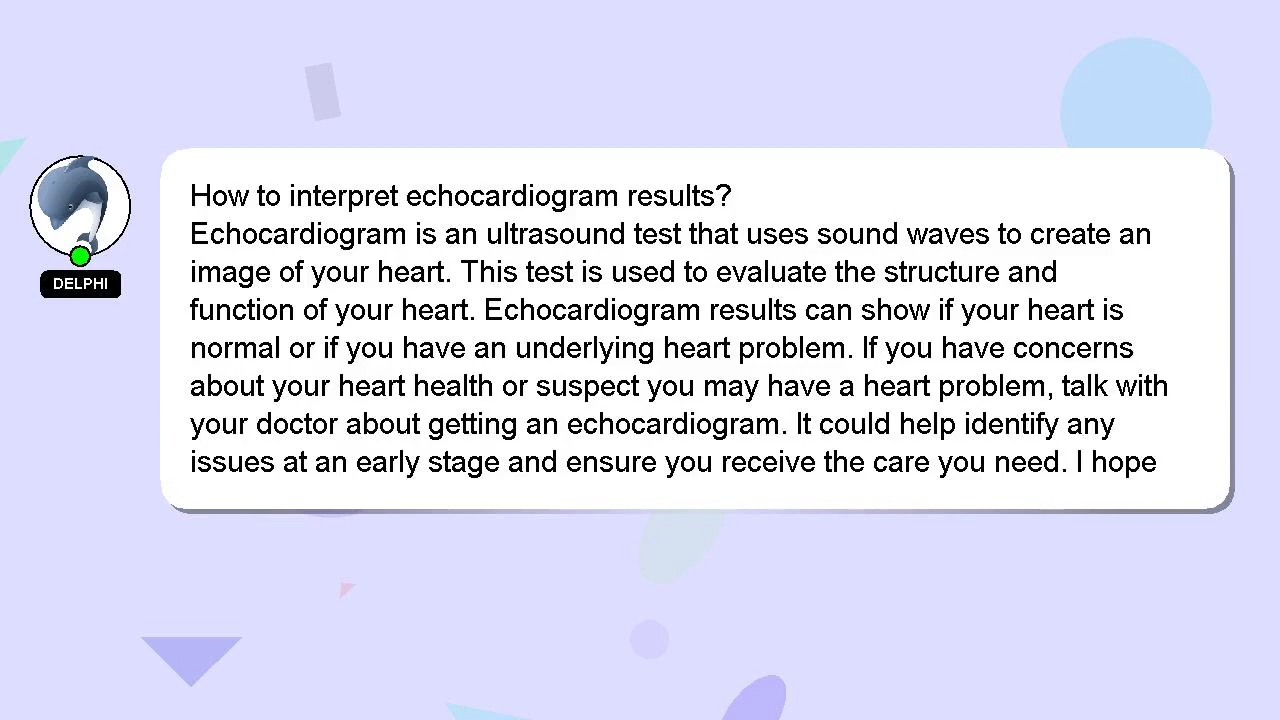 How to interpret echocardiogram results?
Echocardiogram is an ultrasound test that uses sound waves to create an
image of your heart. This test is used to evaluate the structure and
function of your heart. Echocardiogram results can show if your heart is
normal or if you have an underlying heart problem. If you have concerns
about your heart health or suspect you may have a heart problem, talk with
your doctor about getting an echocardiogram. It could help identify any
issues at an early stage and ensure you receive the care you need. I hope
DELPHI